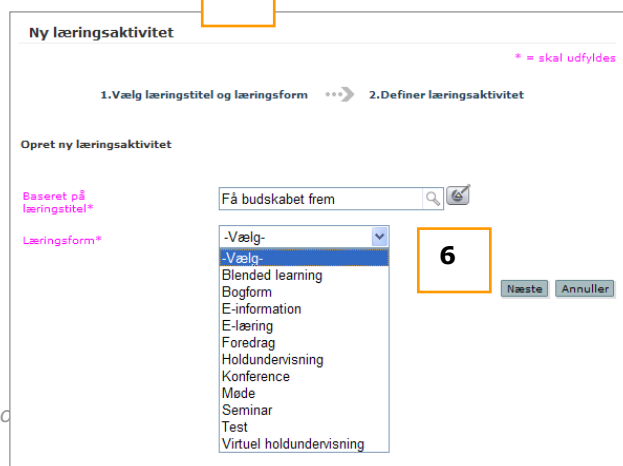 Ny læringsaktivitet
* = skal udfyldes
1.Vælg læringstitel og læringsform 2.Definer læringsaktivitet
Opret ny læringsaktivitet
Baseret på læringstitel* Få budskabet frem
Læringsform* -Vælg-
-Vælg-
Blended learning
Bogform
E-information
E-læring
Foredrag
Holdundervisning
Konference
Møde
Seminar
Test
Virtuel holdundervisning
6
Næste Annuller